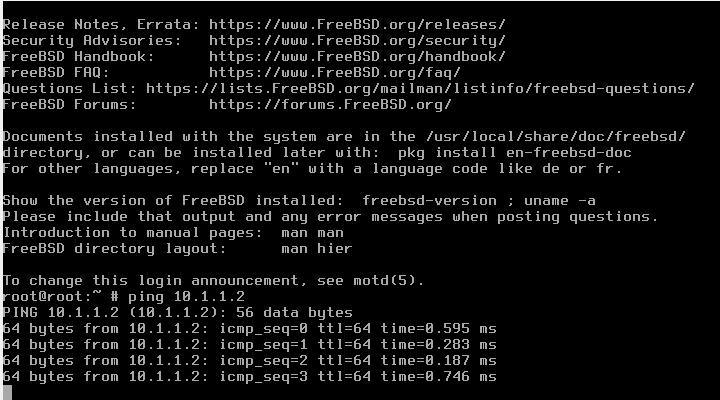 Release Notes, Errata: https://www.FreeBSD.org/releases/
Security Advisories:   https://www.FreeBSD.org/security/
FreeBSD Handbook:      https://www.FreeBSD.org/handbook/
FreeBSD FAQ:           https://www.FreeBSD.org/faq/
Questions List: https://lists.FreeBSD.org/mailman/listinfo/freebsd-questions/
FreeBSD Forums:        https://forums.FreeBSD.org/
Documents installed with the system are in the /usr/local/share/doc/freebsd/
directory, or can be installed later with:  pkg install en-freebsd-doc
For other languages, replace "en" with a language code like de or fr.
Show the version of FreeBSD installed:  freebsd-version ; uname -a
Please include that output and any error messages when posting questions.
Introduction to manual pages:  man man
FreeBSD directory layout:      man hier
To change this login announcement, see motd(5).
root@root:~ # ping 10.1.1.2
PING 10.1.1.2 (10.1.1.2): 56 data bytes
64 bytes from 10.1.1.2: icmp_seq=0 ttl=64 time=0.595 ms
64 bytes from 10.1.1.2: icmp_seq=1 ttl=64 time=0.283 ms
64 bytes from 10.1.1.2: icmp_seq=2 ttl=64 time=0.187 ms
64 bytes from 10.1.1.2: icmp_seq=3 ttl=64 time=0.746 ms